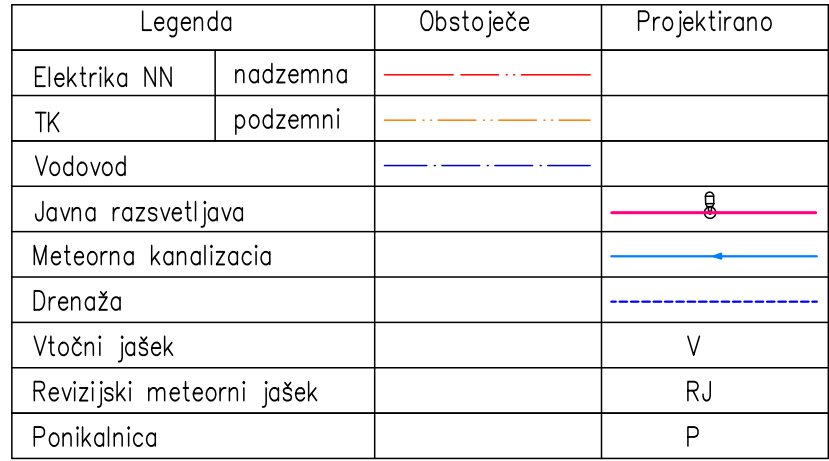 Legenda Obstoječe Projektirano
Elektrika NN nadzemna
TK podzemni
Vodovod
Javna razsvetljava
Meteorna kanalizacia
Drenaža
Vtočni jašek V
Revizijski meteorni jašek RJ
Ponikalnica P